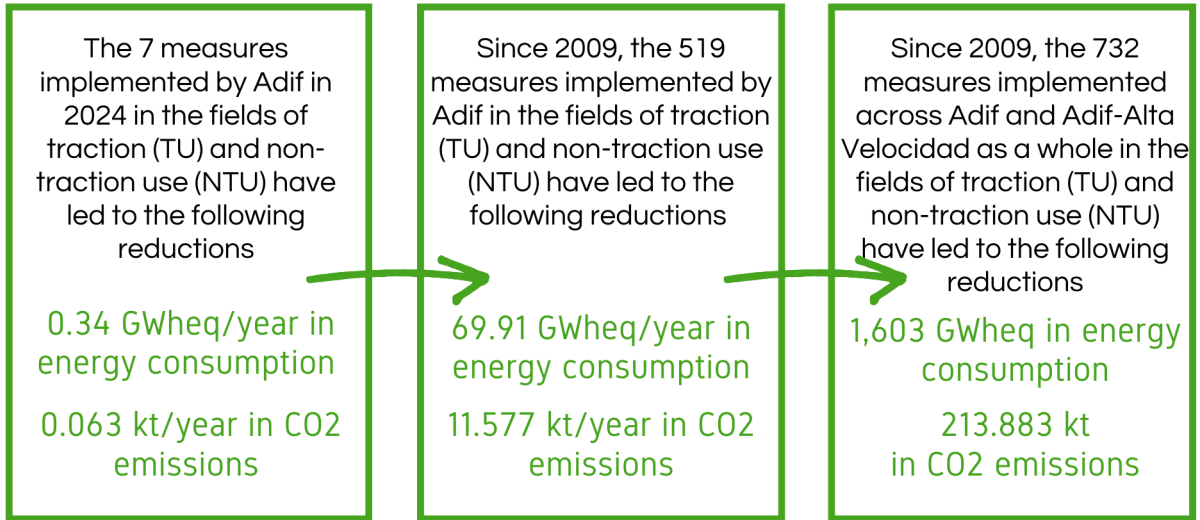 The 7 measures
implemented by Adif in
2024 in the fields of
traction (TU) and non-
traction use (NTU) have
led to the following
reductions
0.34 GWheq/year in
energy consumption
0.063 kt/year in CO2
emissions
Since 2009, the 519
measures implemented by
Adif in the fields of traction
(TU) and non-traction use
(NTU) have led to the
following reductions
69.91 GWheq/year in
energy consumption
11.577 kt/year in CO2
emissions
Since 2009, the 732
measures implemented
across Adif and Adif-Alta
Velocidad as a whole in the
fields of traction (TU) and
non-traction use (NTU)
have led to the following
reductions
1,603 GWheq in energy
consumption
213.883 kt
in CO2 emissions